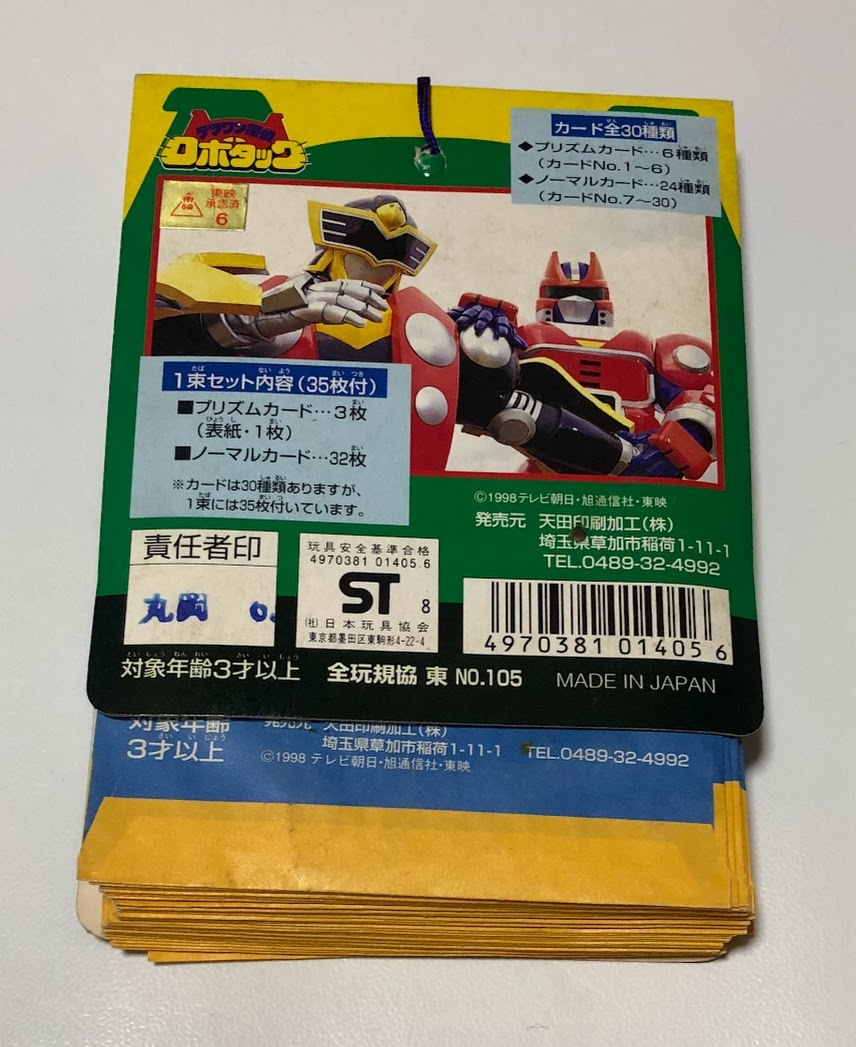 テツワン探偵
ロボタック
東映
東映
承認済
6
カード全30種類
◆プリズムカード…6種類
(カードNo.1〜6)
◆ノーマルカード…24種類
(カードNo.7〜30)
1束セット内容(35枚付)
■プリズムカード…3枚
(表紙・1枚)
■ノーマルカード…32枚
※カードは30種類ありますが、
1束には35枚付いています。
©1998テレビ朝日・旭通信社・東映
発売元 天田印刷加工(株)
埼玉県草加市稲荷1-11-1
TEL.0489-32-4992
責任者印
丸岡
玩具安全基準合格
4970381 01405 6
ST 8
(社)日本玩具協会
東京都墨田区東駒形4-22-4
4970381 014056
対象年齢3才以上
全玩規協 東 NO.105
MADE IN JAPAN
対象年齢
3才以上
発売元 天田印刷加工(株)
埼玉県草加市稲荷1-11-1 TEL.0489-32-4992
©1998 テレビ朝日・旭通信社・東映